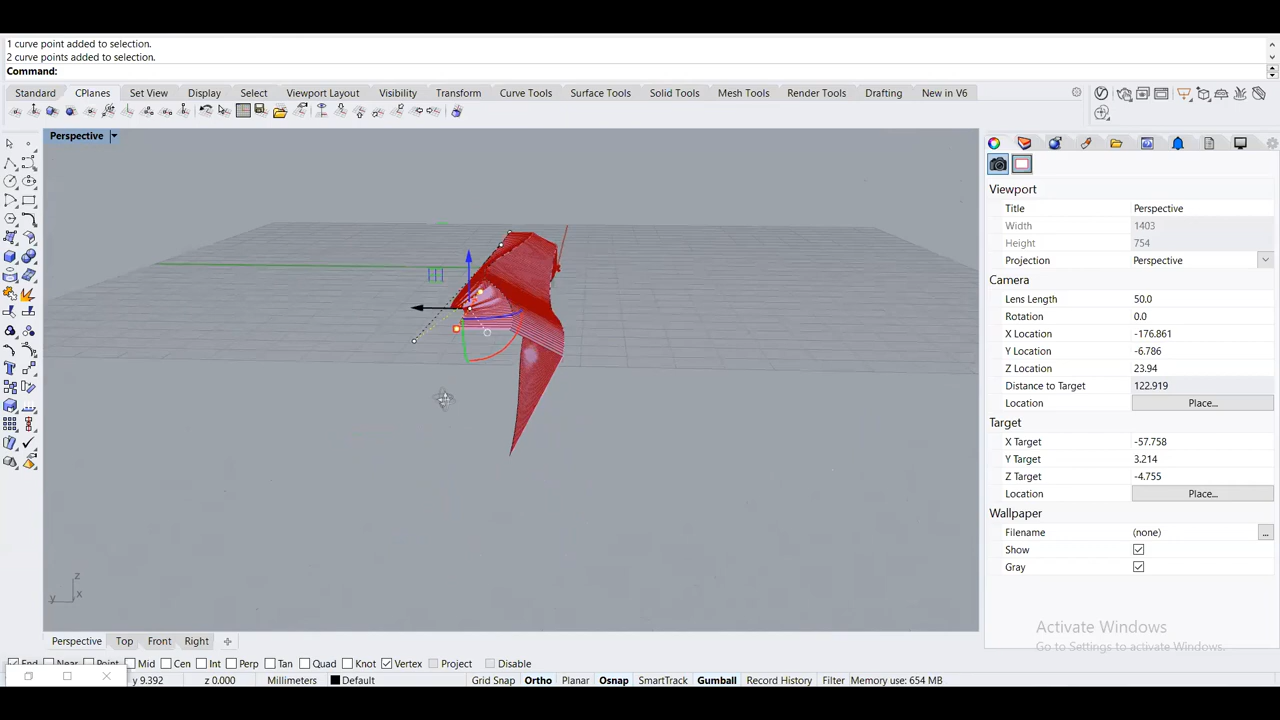 1 curve point added to selection.
2 curve points added to selection.
Command:
Standard CPlanes Set View Display Select Viewport Layout Visibility Transform Curve Tools Surface Tools Solid Tools Mesh Tools Render Tools Drafting New in V6
Perspective
Viewport
Title Perspective
Width 1403
Height 754
Projection Perspective
Camera
Lens Length 50.0
Rotation 0.0
X Location -176.861
Y Location -6.786
Z Location 23.94
Distance to Target 122.919
Location Place...
Target
X Target -57.758
Y Target 3.214
Z Target -4.755
Location Place...
Wallpaper
Filename (none) ...
Show
Gray
Activate Windows
Go to Settings to activate Windows.
z
y x
Perspective Top Front Right
End Near Point Mid Cen Int Perp Tan Quad Knot Vertex Project Disable
y 9.392 z 0.000 Millimeters Default Grid Snap Ortho Planar Osnap SmartTrack Gumball Record History Filter Memory use: 654 MB